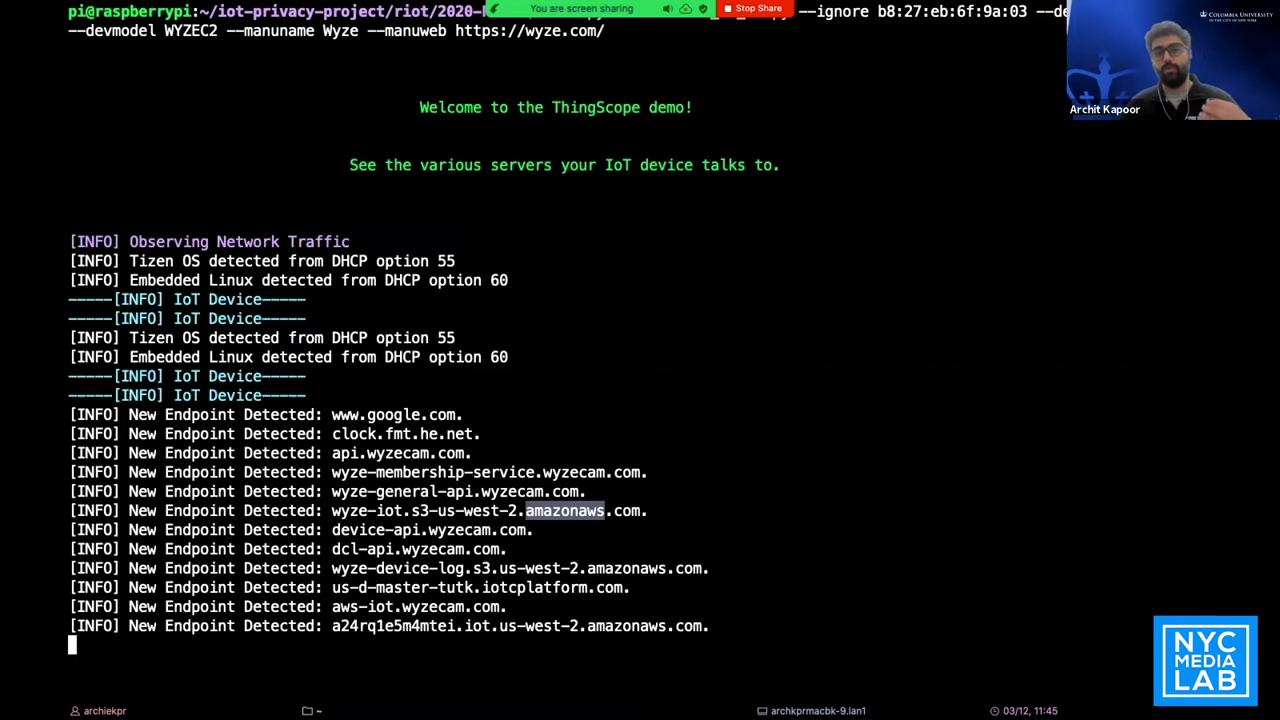 pi@raspberrypi:~/iot-privacy-project/riot/2020- --ignore b8:27:eb:6f:9a:03
You are screen sharing
Stop Share
--devmodel WYZEC2 --manuname Wyze --manuweb https://wyze.com/
COLUMBIA UNIVERSITY
IN THE CITY OF NEW YORK
Archit Kapoor
Welcome to the ThingScope demo!
See the various servers your IoT device talks to.
[INFO] Observing Network Traffic
[INFO] Tizen OS detected from DHCP option 55
[INFO] Embedded Linux detected from DHCP option 60
-----[INFO] IoT Device-----
-----[INFO] IoT Device-----
[INFO] Tizen OS detected from DHCP option 55
[INFO] Embedded Linux detected from DHCP option 60
-----[INFO] IoT Device-----
-----[INFO] IoT Device-----
[INFO] New Endpoint Detected: www.google.com.
[INFO] New Endpoint Detected: clock.fmt.he.net.
[INFO] New Endpoint Detected: api.wyzecam.com.
[INFO] New Endpoint Detected: wyze-membership-service.wyzecam.com.
[INFO] New Endpoint Detected: wyze-general-api.wyzecam.com.
[INFO] New Endpoint Detected: wyze-iot.s3-us-west-2.amazonaws.com.
[INFO] New Endpoint Detected: device-api.wyzecam.com.
[INFO] New Endpoint Detected: dcl-api.wyzecam.com.
[INFO] New Endpoint Detected: wyze-device-log.s3.us-west-2.amazonaws.com.
[INFO] New Endpoint Detected: us-d-master-tutk.iotcplatform.com.
[INFO] New Endpoint Detected: aws-iot.wyzecam.com.
[INFO] New Endpoint Detected: a24rq1e5m4mtei.iot.us-west-2.amazonaws.com.
NYC
MEDIA
LAB
archiekpr ~ archkprmacbk-9.lan1 03/12, 11:45